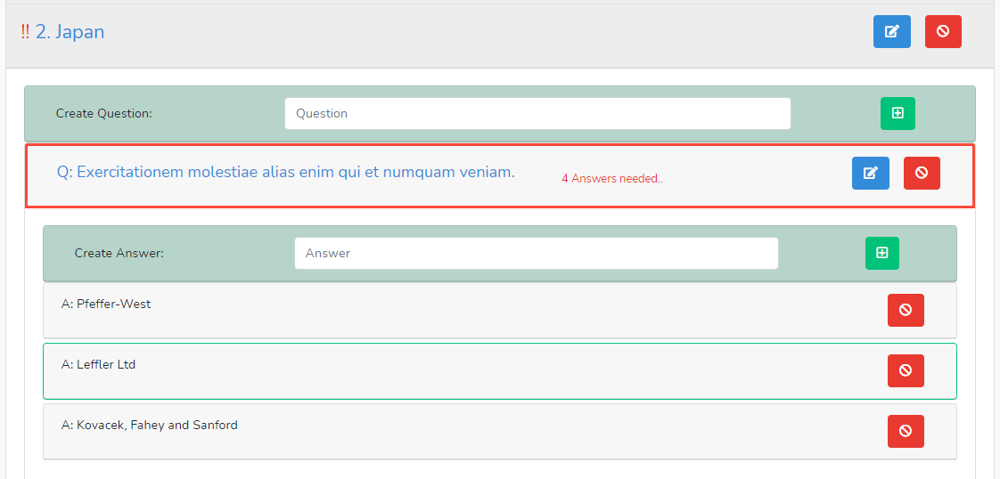 !! 2. Japan
Create Question:
Question
Q: Exercitationem molestiae alias enim qui et numquam veniam.
4 Answers needed..
Create Answer:
Answer
A: Pfeffer-West
A: Leffler Ltd
A: Kovacek, Fahey and Sanford